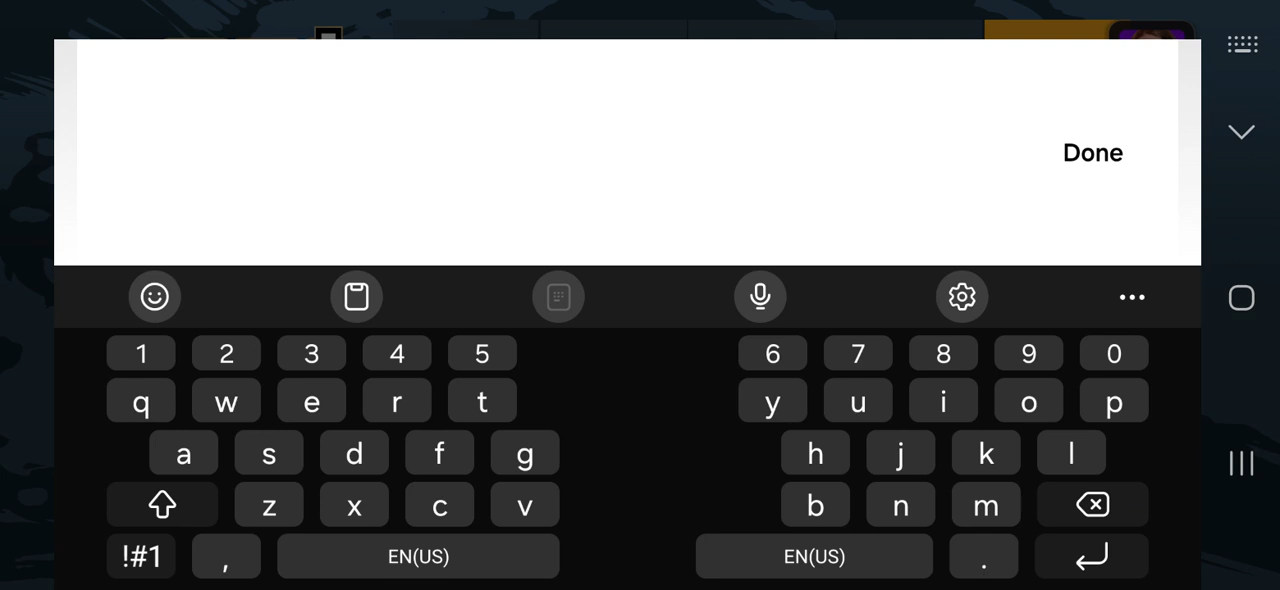 Done
1 2 3 4 5 6 7 8 9 0
q w e r t y u i o p
a s d f g h j k l
z x c v b n m
!#1 , EN(US) EN(US) .